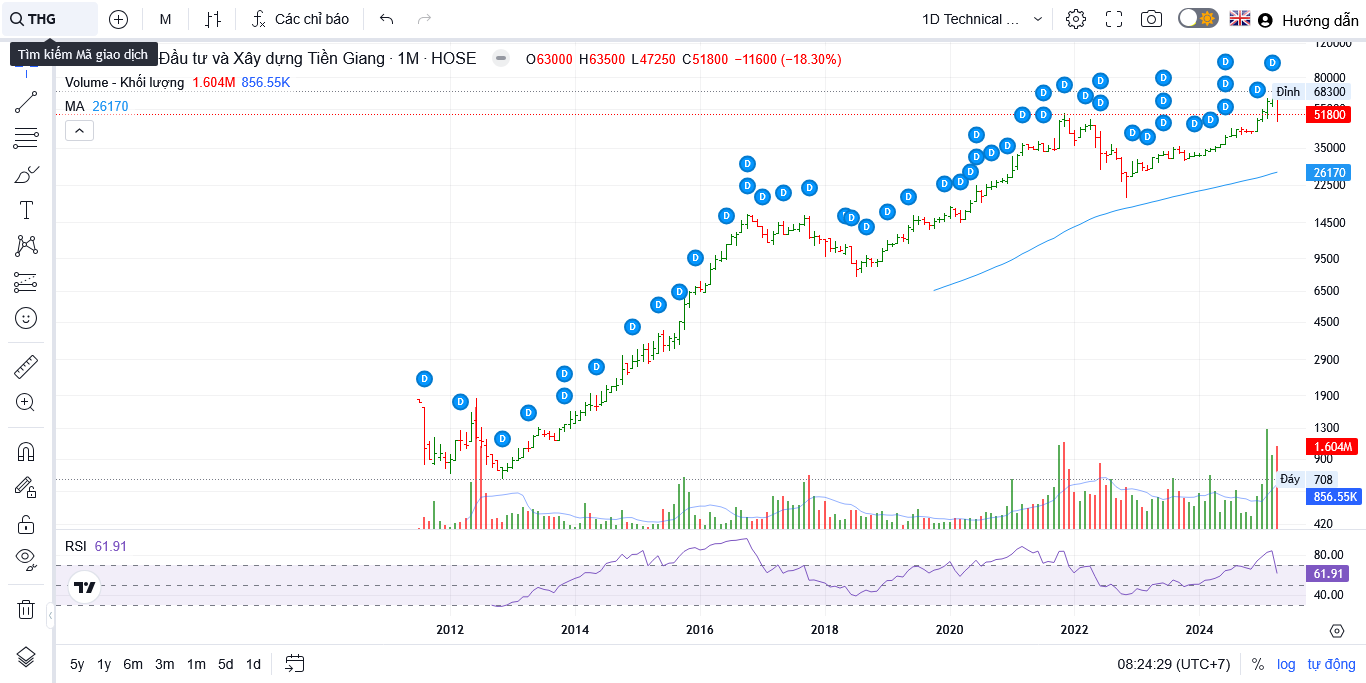 THG
M
Các chỉ báo
1D Technical ...
Hướng dẫn
Tìm kiếm Mã giao dịch
Đầu tư và Xây dựng Tiền Giang · 1M · HOSE
O63000 H63500 L47250 C51800 −11600 (−18.30%)
Volume - Khối lượng 1.604M 856.55K
MA 26170
120000
80000
Đỉnh 68300
51800
35000
26170
22500
14500
9500
6500
4500
2900
1900
1300
1.604M
900
Đáy 708
856.55K
420
RSI 61.91
80.00
61.91
40.00
2012 2014 2016 2018 2020 2022 2024
5y 1y 6m 3m 1m 5d 1d
08:24:29 (UTC+7) % log tự động